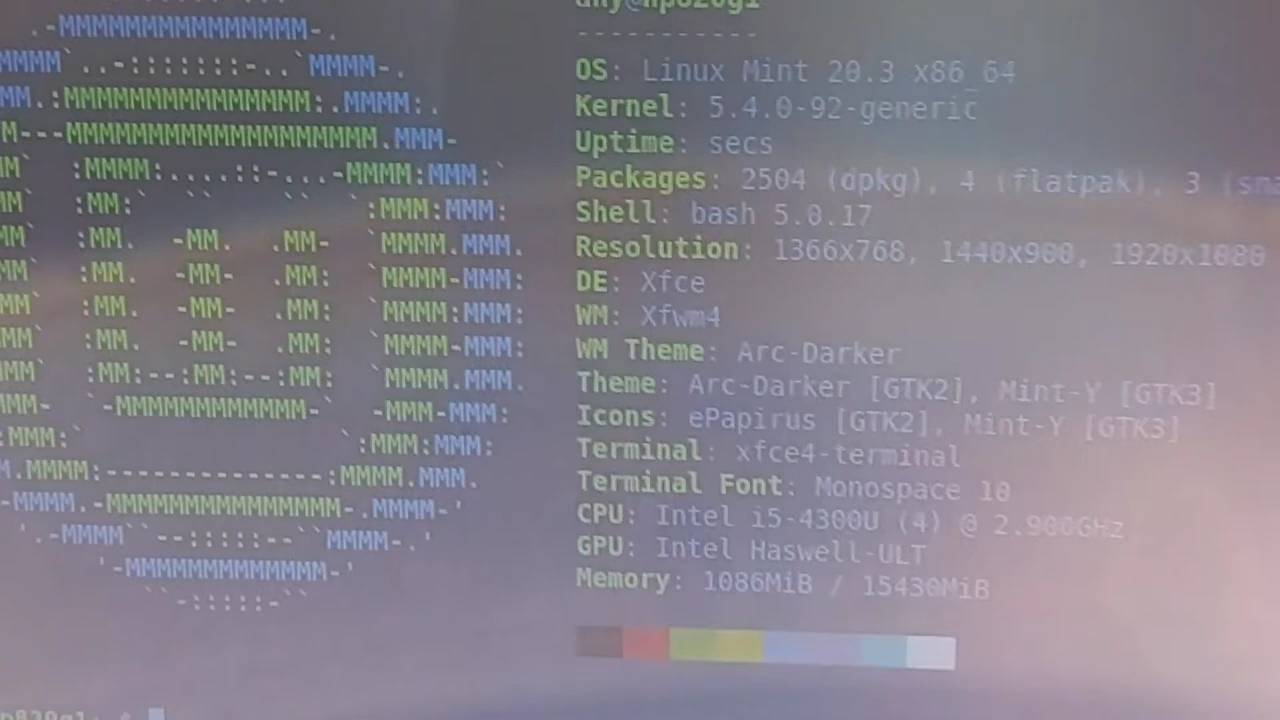 -----------
OS: Linux Mint 20.3 x86_64
Kernel: 5.4.0-92-generic
Uptime: secs
Packages: 2504 (dpkg), 4 (flatpak), 3
Shell: bash 5.0.17
Resolution: 1366x768, 1440x900, 1920x1080
DE: Xfce
WM: Xfwm4
WM Theme: Arc-Darker
Theme: Arc-Darker [GTK2], Mint-Y [GTK3]
Icons: ePapirus [GTK2], Mint-Y [GTK3]
Terminal: xfce4-terminal
Terminal Font: Monospace 10
CPU: Intel i5-4300U (4) @ 2.900GHz
GPU: Intel Haswell-ULT
Memory: 1086MiB / 15430MiB